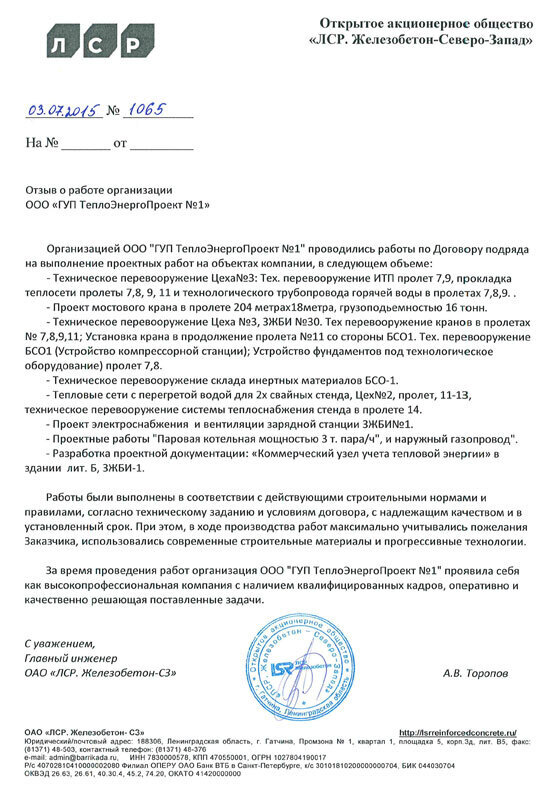 ЛСР
Открытое акционерное общество
«ЛСР. Железобетон-Северо-Запад»
03.07.2015 № 1065
На № ________ от __________
Отзыв о работе организации
ООО «ГУП ТеплоЭнергоПроект №1»
Организацией ООО "ГУП ТеплоЭнергоПроект №1" проводились работы по Договору подряда
на выполнение проектных работ на объектах компании, в следующем объеме:
- Техническое перевооружение Цеха№3: Тех. перевооружение ИТП пролет 7,9, прокладка
теплосети пролеты 7,8, 9, 11 и технологического трубопровода горячей воды в пролетах 7,8,9. .
- Проект мостового крана в пролете 204 метрах18метра, грузоподьемностью 16 тонн.
- Техническое перевооружение Цеха №3, ЗЖБИ №30. Тех перевооружение кранов в пролетах
№ 7,8,9,11; Установка крана в продолжение пролета №11 со стороны БСО1. Тех. перевооружение
БСО1 (Устройство компрессорной станции); Устройство фундаментов под технологическое
оборудование) пролет 7,8.
- Техническое перевооружение склада инертных материалов БСО-1.
- Тепловые сети с перегретой водой для 2х свайных стенда, Цех№2, пролет, 11-13,
техническое перевооружение системы теплоснабжения стенда в пролете 14.
- Проект электроснабжения  и вентиляции зарядной станции ЗЖБИ№1.
- Проектные работы "Паровая котельная мощностью 3 т. пара/ч", и наружный газопровод".
- Разработка проектной документации: «Коммерческий узел учета тепловой энергии» в
здании  лит. Б, ЗЖБИ-1.
Работы были выполнены в соответствии с действующими строительными нормами и
правилами, согласно техническому заданию и условиям договора, с надлежащим качеством и в
установленный срок. При этом, в ходе производства работ максимально учитывались пожелания
Заказчика, использовались современные строительные материалы и прогрессивные технологии.
За время проведения работ организация ООО "ГУП ТеплоЭнергоПроект №1" проявила себя
как высокопрофессиональная компания с наличием квалифицированных кадров, оперативно и
качественно решающая поставленные задачи.
С уважением,
Главный инженер
ОАО «ЛСР. Железобетон-СЗ»
А.В. Торопов
Открытое акционерное общество
«ЛСР. Железобетон – Северо-Запад»
г. Гатчина, Ленинградская область
LSR железобетон
ОАО «ЛСР. Железобетон- СЗ»
http://lsrreinforcedconcrete.ru/
Юридический/почтовый адрес: 188306, Ленинградская область, г. Гатчина, Промзона № 1, квартал 1, площадка 5, корп.3д, лит. В5, факс:
(81371) 48-503, контактный телефон: (81371) 48-376
e-mail: admin@barrikada.ru, ИНН 7830000578, КПП 470550001, ОГРН 1027804190017
Р/с 40702810410000002080 Филиал ОПЕРУ ОАО Банк ВТБ в Санкт-Петербурге, к/с 30101810200000000704, БИК 044030704
ОКВЭД 26.63, 26.61, 40.30.4, 45.2, 74.20, ОКАТО 41420000000